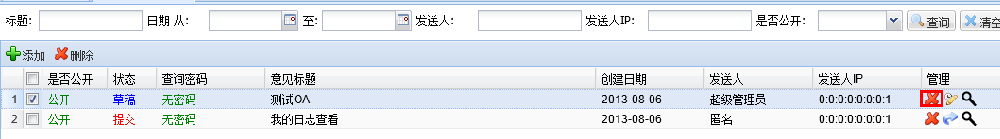 标题: 日期 从: 至: 发送人: 发送人IP: 是否公开: 查询 清空
添加 删除
是否公开 状态 查询密码 意见标题 创建日期 发送人 发送人IP 管理
1 公开 草稿 无密码 测试OA 2013-08-06 超级管理员 0:0:0:0:0:0:0:1
2 公开 提交 无密码 我的日志查看 2013-08-06 匿名 0:0:0:0:0:0:0:1